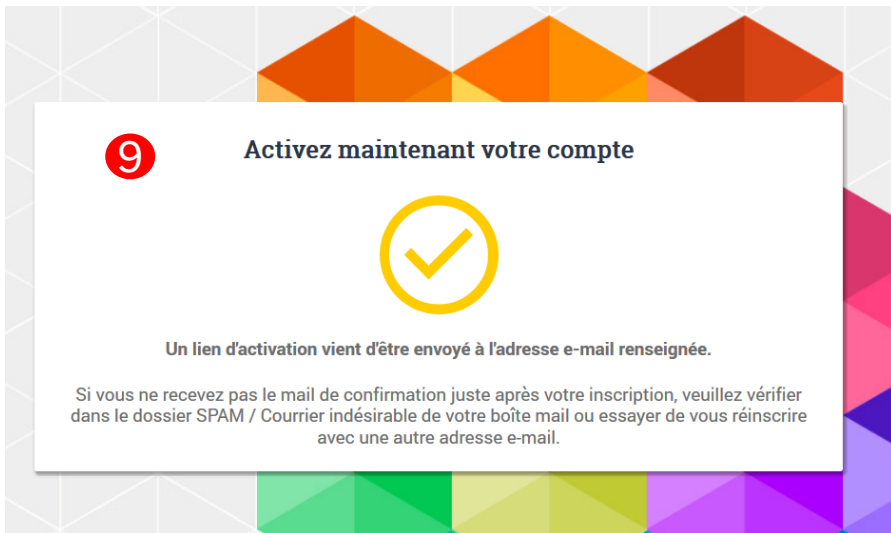 9
Activez maintenant votre compte
Un lien d'activation vient d'être envoyé à l'adresse e-mail renseignée.
Si vous ne recevez pas le mail de confirmation juste après votre inscription, veuillez vérifier
dans le dossier SPAM / Courrier indésirable de votre boîte mail ou essayer de vous réinscrire
avec une autre adresse e-mail.